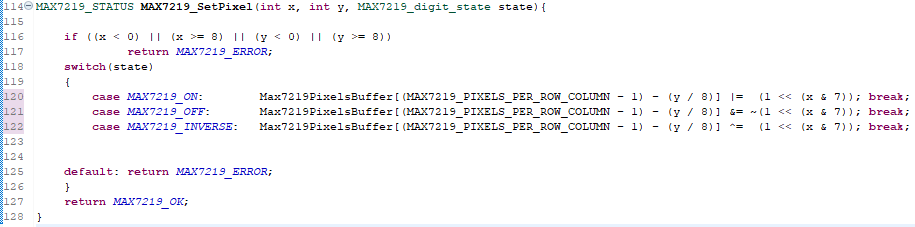 114 MAX7219_STATUS MAX7219_SetPixel(int x, int y, MAX7219_digit_state state){
115
116 if ((x < 0) || (x >= 8) || (y < 0) || (y >= 8))
117 return MAX7219_ERROR;
118 switch(state)
119 {
120 case MAX7219_ON: Max7219PixelsBuffer[(MAX7219_PIXELS_PER_ROW_COLUMN - 1) - (y / 8)] |= (1 << (x & 7)); break;
121 case MAX7219_OFF: Max7219PixelsBuffer[(MAX7219_PIXELS_PER_ROW_COLUMN - 1) - (y / 8)] &= ~(1 << (x & 7)); break;
122 case MAX7219_INVERSE: Max7219PixelsBuffer[(MAX7219_PIXELS_PER_ROW_COLUMN - 1) - (y / 8)] ^= (1 << (x & 7)); break;
123
124
125 default: return MAX7219_ERROR;
126 }
127 return MAX7219_OK;
128 }